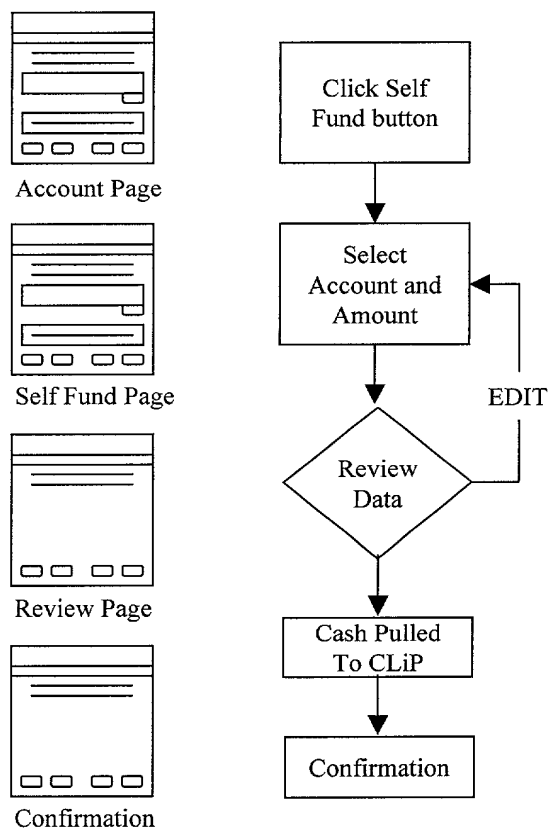 Account Page
Self Fund Page
Review Page
Confirmation
Click Self
Fund button
Select
Account and
Amount
EDIT
Review
Data
Cash Pulled
To CLiP
Confirmation